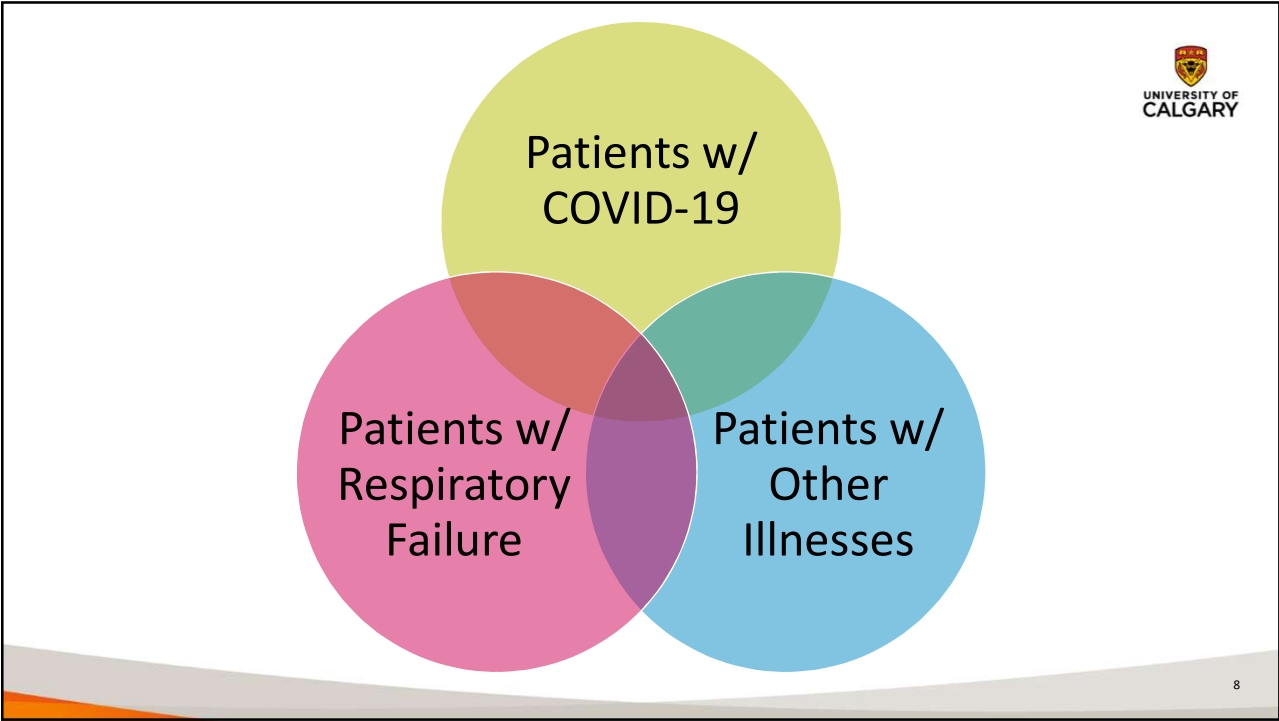 Patients w/
COVID-19
UNIVERSITY OF
CALGARY
Patients w/
Respiratory
Failure
Patients w/
Other
Illnesses
8